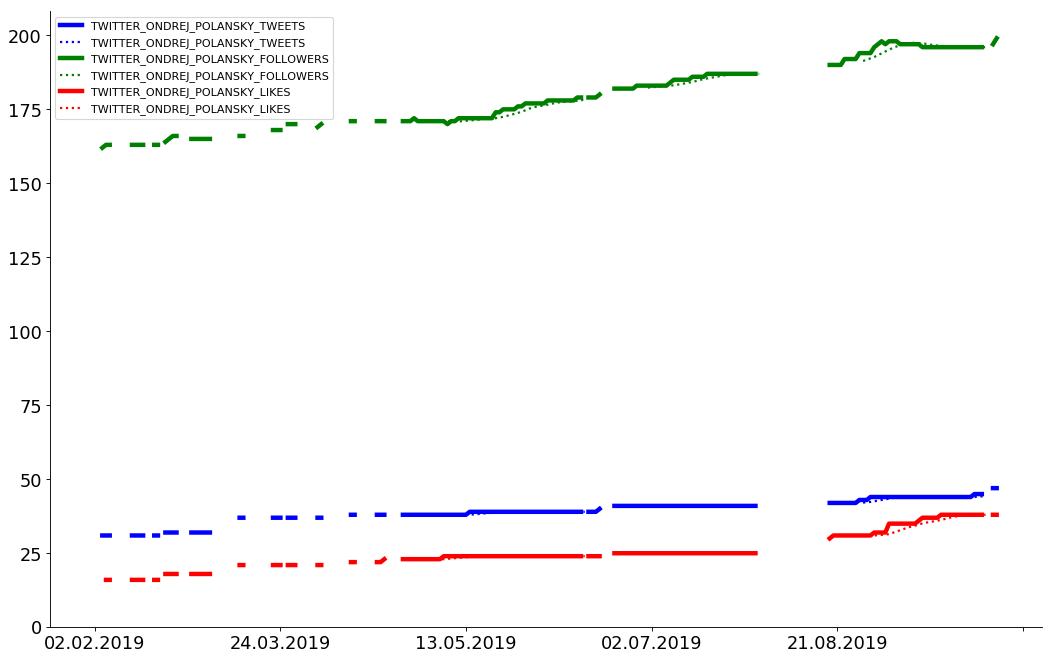 TWITTER_ONDREJ_POLANSKY_TWEETS
TWITTER_ONDREJ_POLANSKY_TWEETS
TWITTER_ONDREJ_POLANSKY_FOLLOWERS
TWITTER_ONDREJ_POLANSKY_FOLLOWERS
TWITTER_ONDREJ_POLANSKY_LIKES
TWITTER_ONDREJ_POLANSKY_LIKES
200
175
150
125
100
75
50
25
0
02.02.2019 24.03.2019 13.05.2019 02.07.2019 21.08.2019